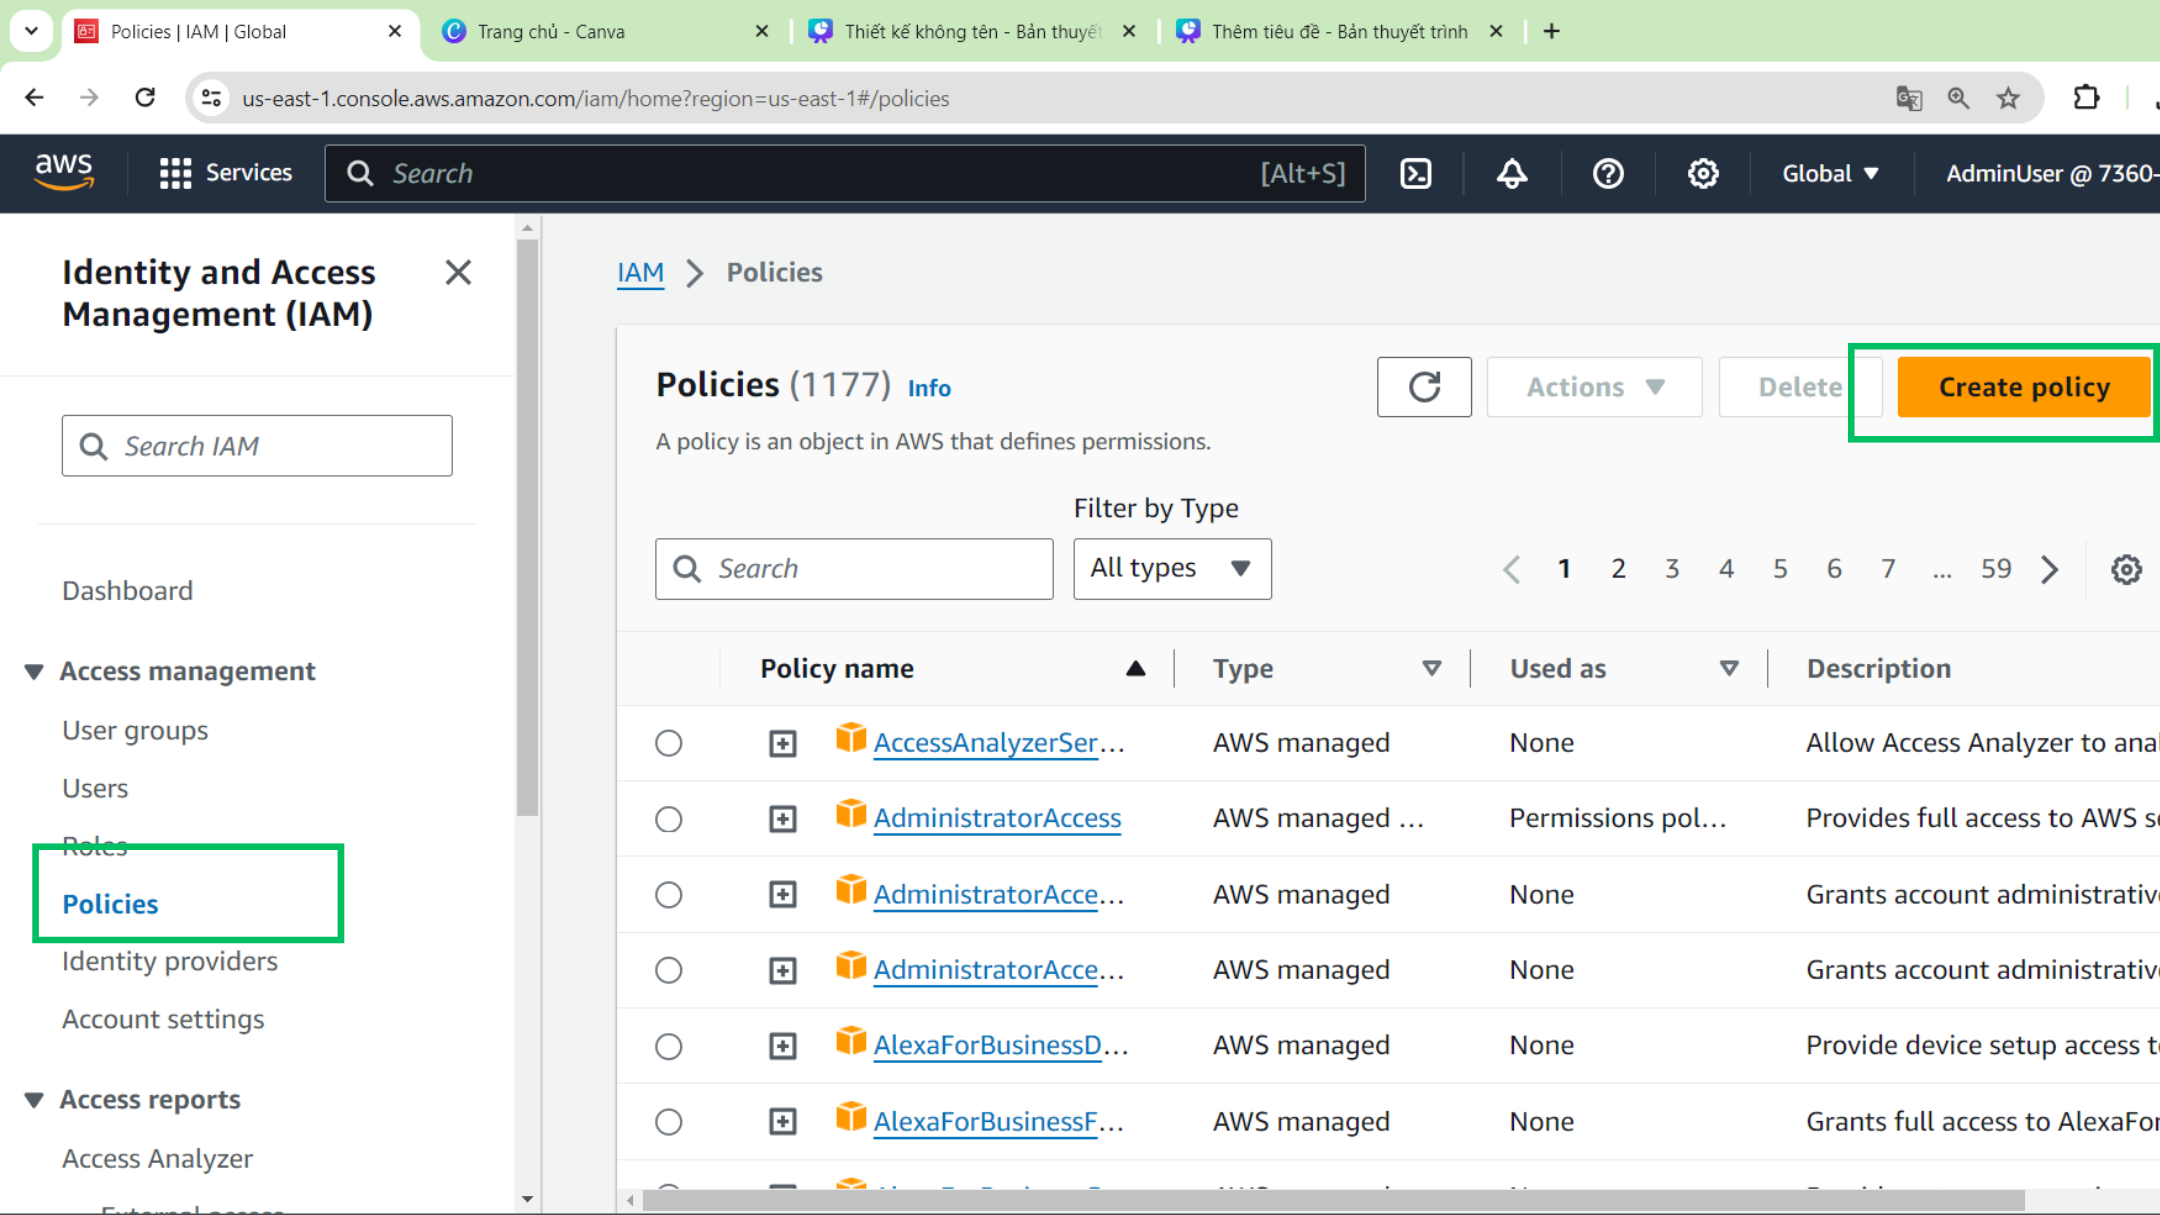 Policies | IAM | Global
Trang chủ - Canva
Thiết kế không tên - Bản thuyết
Thêm tiêu đề - Bản thuyết trình
us-east-1.console.aws.amazon.com/iam/home?region=us-east-1#/policies
aws
Services
Search
[Alt+S]
Global
AdminUser @ 7360-
Identity and Access
Management (IAM)
Search IAM
Dashboard
Access management
User groups
Users
Roles
Policies
Identity providers
Account settings
Access reports
Access Analyzer
External access
IAM
Policies
Policies (1177) Info
Actions
Delete
Create policy
A policy is an object in AWS that defines permissions.
Filter by Type
Search
All types
1 2 3 4 5 6 7 ... 59
Policy name Type Used as Description
AccessAnalyzerSer... AWS managed None Allow Access Analyzer to anal
AdministratorAccess AWS managed ... Permissions pol... Provides full access to AWS se
AdministratorAcce... AWS managed None Grants account administrative
AdministratorAcce... AWS managed None Grants account administrative
AlexaForBusinessD... AWS managed None Provide device setup access to
AlexaForBusinessF... AWS managed None Grants full access to AlexaFor